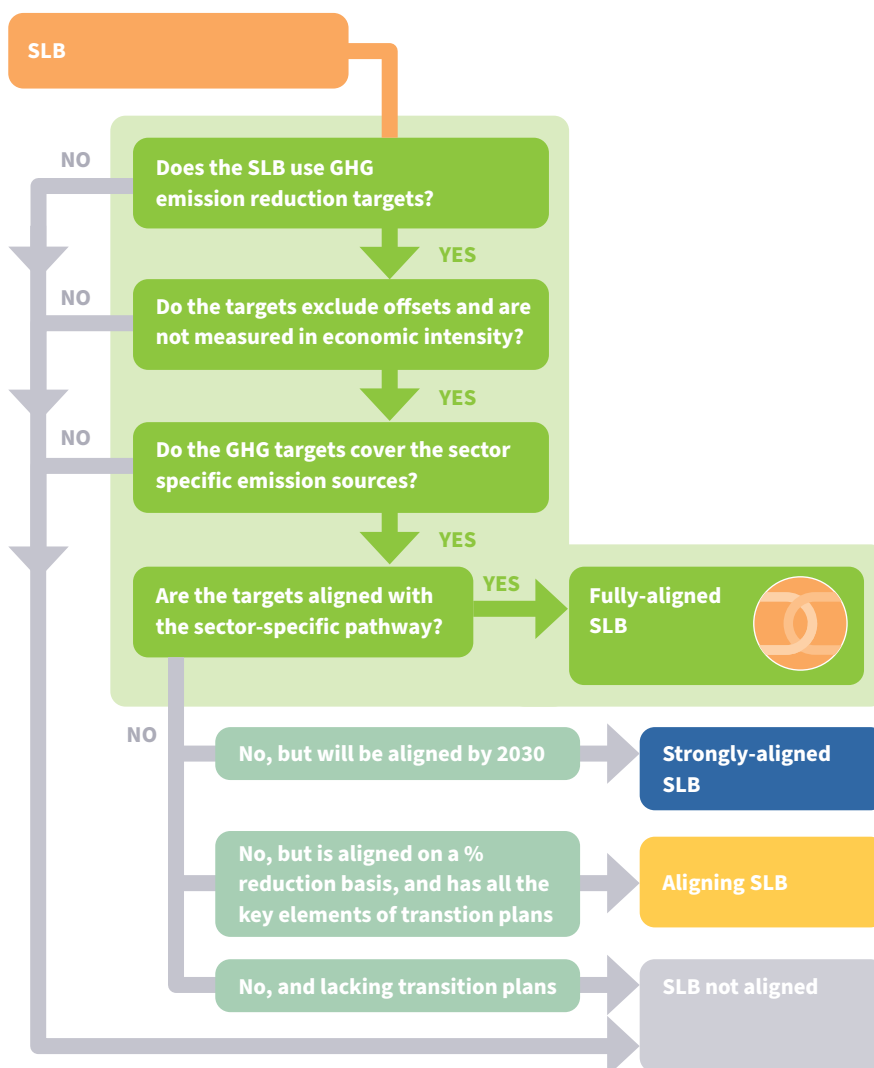 SLB
NO
Does the SLB use GHG
emission reduction targets?
YES
NO
Do the targets exclude offsets and are
not measured in economic intensity?
YES
NO
Do the GHG targets cover the sector
specific emission sources?
YES
Are the targets aligned with
the sector-specific pathway?
YES
Fully-aligned
SLB
NO
No, but will be aligned by 2030
Strongly-aligned
SLB
No, but is aligned on a %
reduction basis, and has all the
key elements of transtion plans
Aligning SLB
No, and lacking transition plans
SLB not aligned